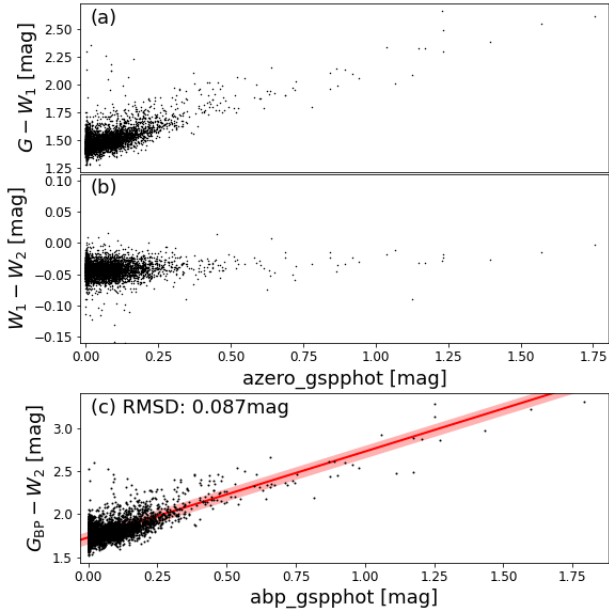 (a)
G − W₁ [mag]
2.50
2.25
2.00
1.75
1.50
1.25
(b)
W₁ − W₂ [mag]
0.10
0.05
0.00
−0.05
−0.10
−0.15
0.00 0.25 0.50 0.75 1.00 1.25 1.50 1.75
azero_gspphot [mag]
(c) RMSD: 0.087mag
G_BP − W₂ [mag]
3.0
2.5
2.0
1.5
0.00 0.25 0.50 0.75 1.00 1.25 1.50 1.75
abp_gspphot [mag]